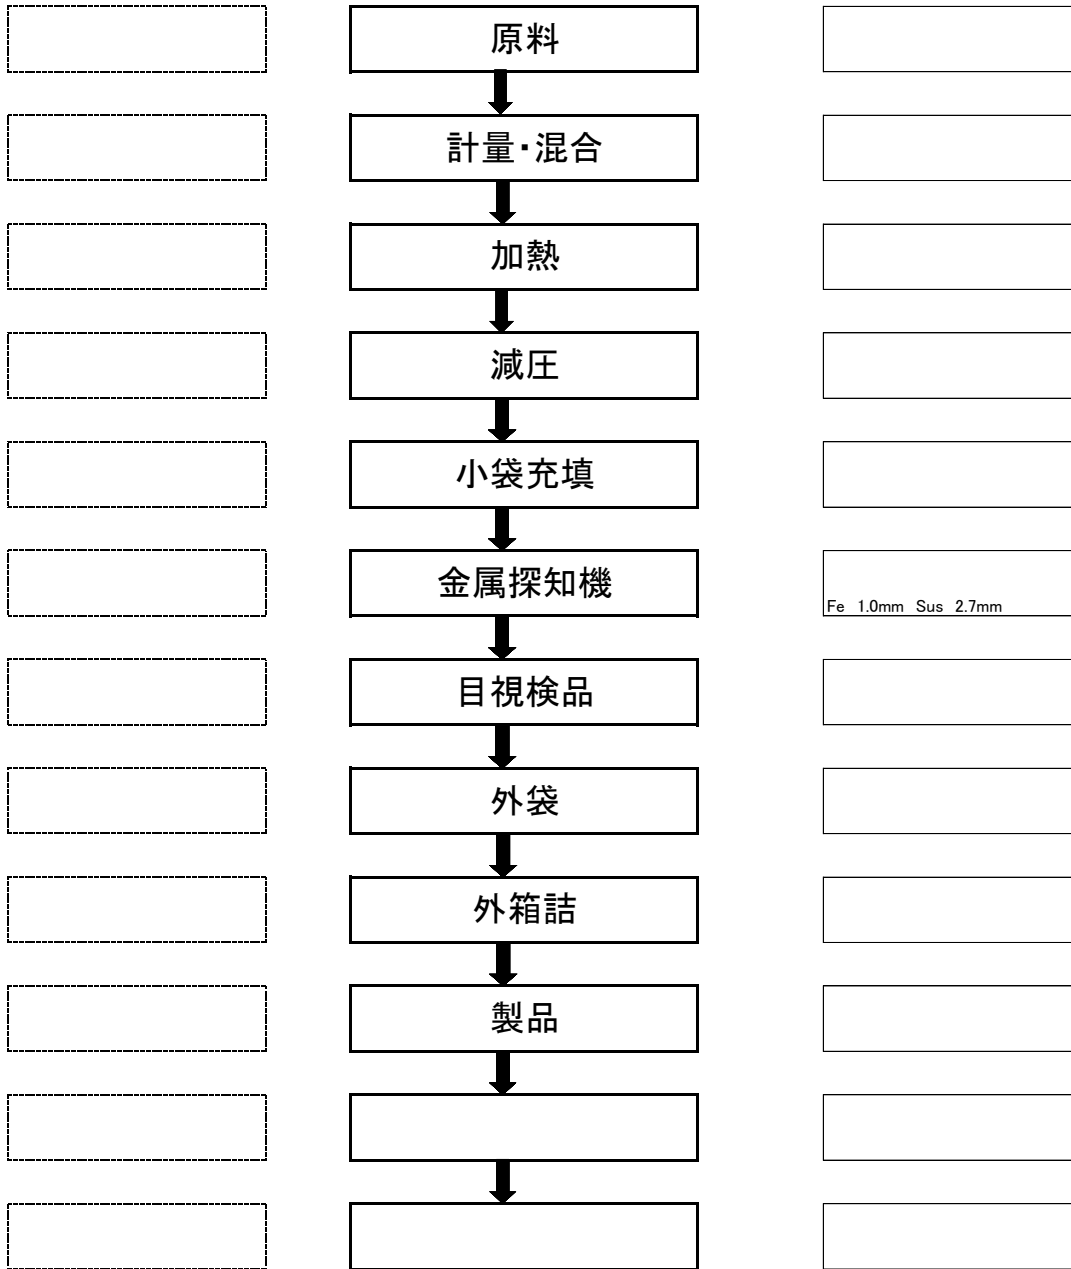 原料
計量・混合
加熱
減圧
小袋充填
金属探知機
Fe 1.0mm Sus 2.7mm
目視検品
外袋
外箱詰
製品